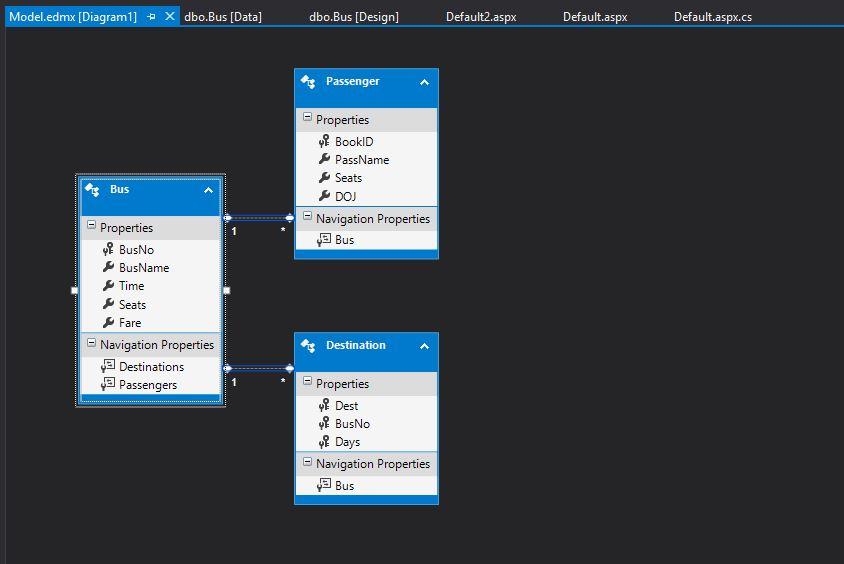 Model.edmx [Diagram1] dbo.Bus [Data] dbo.Bus [Design] Default2.aspx Default.aspx Default.aspx.cs
Passenger
Properties
BookID
PassName
Seats
DOJ
Navigation Properties
Bus
Bus
Properties
BusNo
BusName
Time
Seats
Fare
Navigation Properties
Destinations
Passengers
1 *
1 *
Destination
Properties
Dest
BusNo
Days
Navigation Properties
Bus